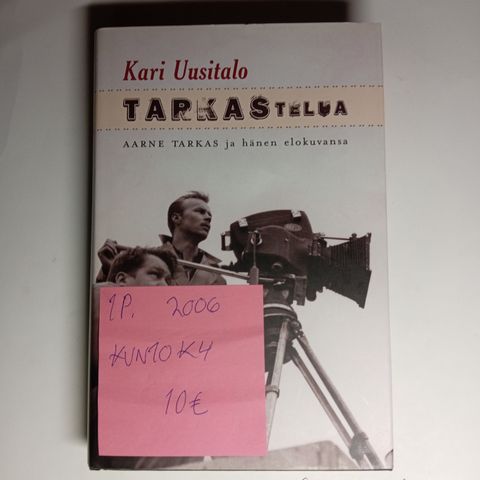 Kari Uusitalo
TARKAStelua
AARNE TARKAS ja hänen elokuvansa
1P. 2006
KUNTO K4
10€